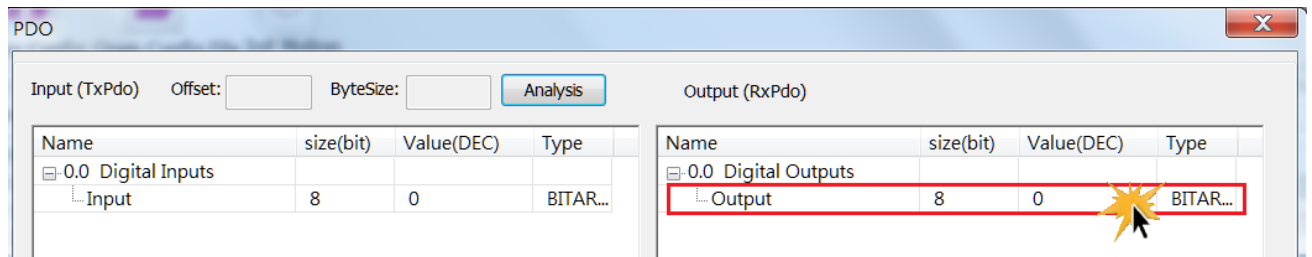 PDO
Input (TxPdo) Offset: ByteSize: Analysis Output (RxPdo)
Name size(bit) Value(DEC) Type Name size(bit) Value(DEC) Type
0.0 Digital Inputs 0.0 Digital Outputs
Input 8 0 BITAR... Output 8 0 BITAR...